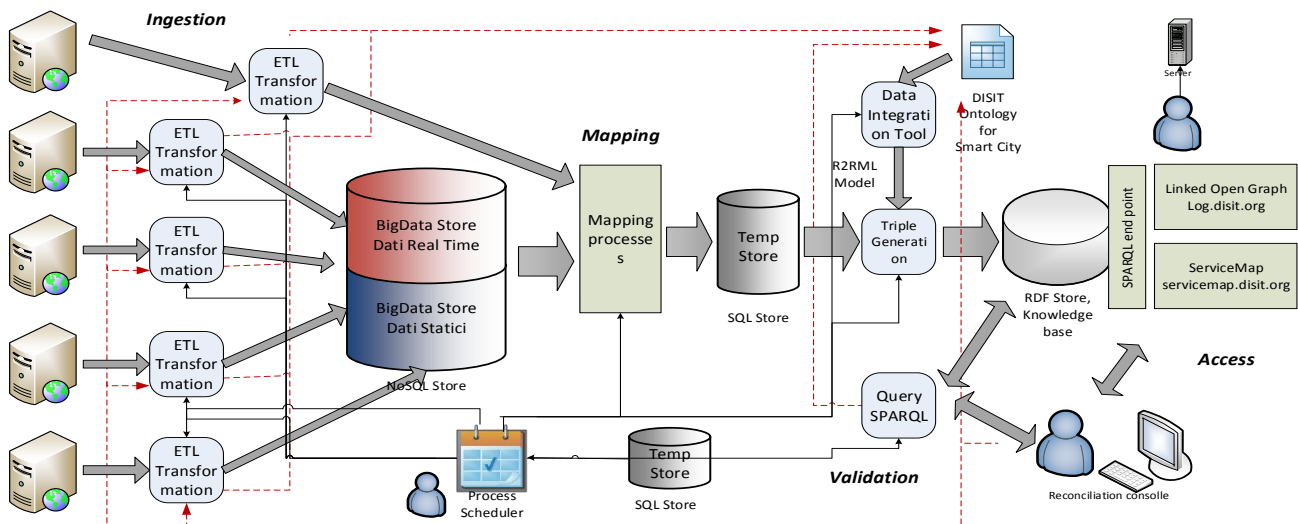 Ingestion
ETL
Transfor
mation
ETL
Transfor
mation
ETL
Transfor
mation
ETL
Transfor
mation
ETL
Transfor
mation
BigData Store
Dati Real Time
BigData Store
Dati Statici
NoSQL Store
Mapping
Mapping
processe
s
Temp
Store
SQL Store
Process
Scheduler
Temp
Store
SQL Store
Data
Integrati
on Tool
R2RML
Model
Triple
Generati
on
Query
SPARQL
Validation
DISIT
Ontology
for
Smart City
RDF Store,
Knowledge
base
SPARQL end point
Server
Linked Open Graph
Log.disit.org
ServiceMap
servicemap.disit.org
Access
Reconciliation consolle